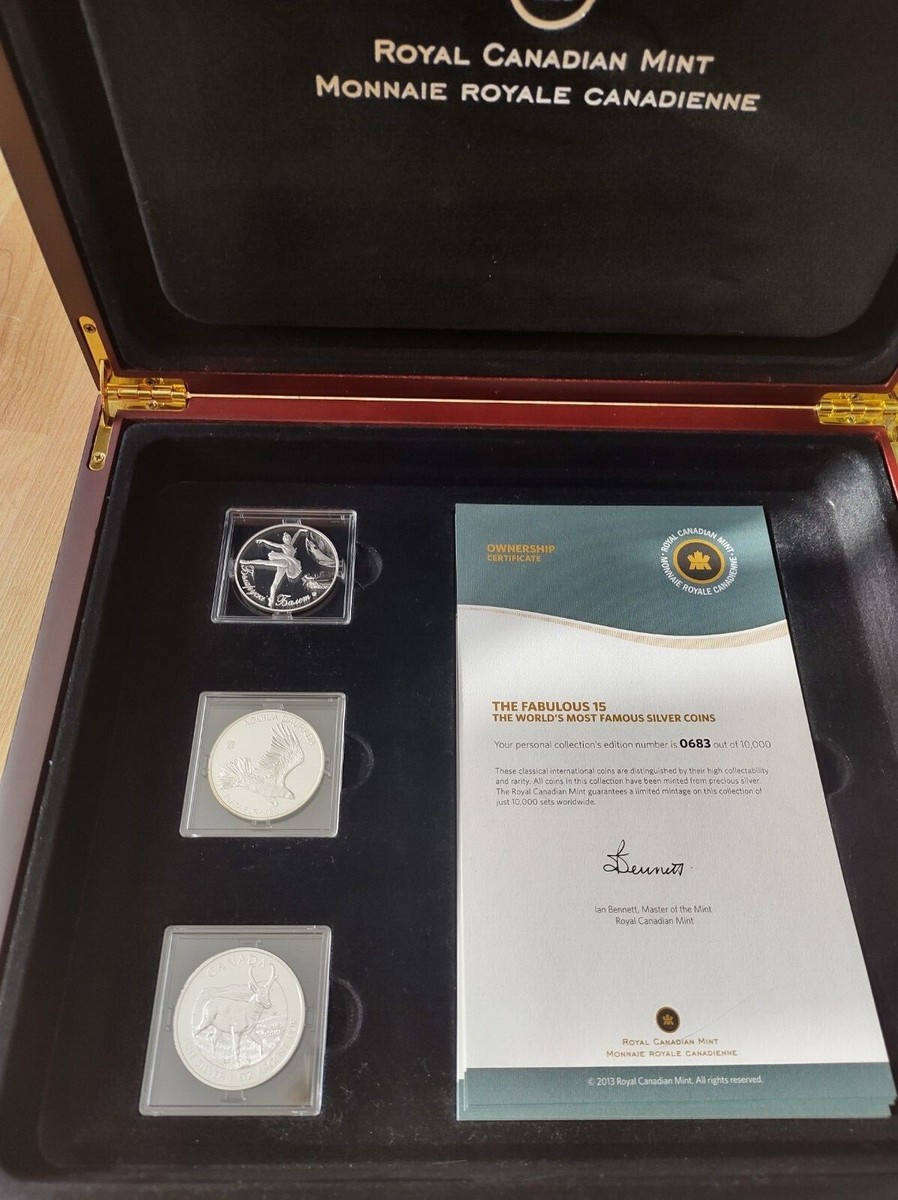 ROYAL CANADIAN MINT
MONNAIE ROYALE CANADIENNE
Беларускі Балет
CANADA
OWNERSHIP
CERTIFICATE
ROYAL CANADIAN MINT
MONNAIE ROYALE CANADIENNE
THE FABULOUS 15
THE WORLD'S MOST FAMOUS SILVER COINS
Your personal collection's edition number is 0683 out of 10,000
These classical international coins are distinguished by their high collectability
and rarity. All coins in this collection have been minted from precious silver.
The Royal Canadian Mint guarantees a limited mintage on this collection of
just 10,000 sets worldwide.
Bennett
Ian Bennett, Master of the Mint
Royal Canadian Mint
ROYAL CANADIAN MINT
MONNAIE ROYALE CANADIENNE
© 2013 Royal Canadian Mint. All rights reserved.